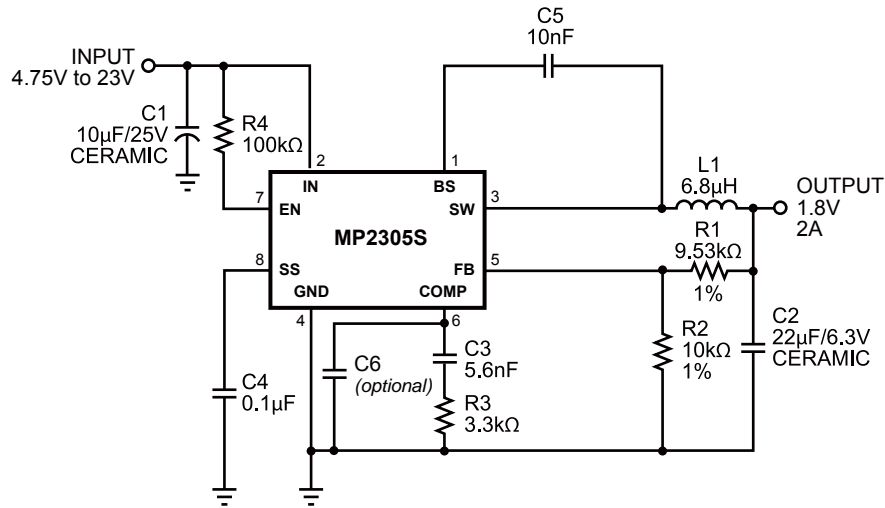 C5
10nF
INPUT
4.75V to 23V
C1
10µF/25V
CERAMIC
R4
100kΩ
2
1
IN
BS
7
EN
SW
3
L1
6.8µH
OUTPUT
1.8V
2A
MP2305S
R1
9.53kΩ
1%
8
SS
FB
5
GND
COMP
4
6
C2
22µF/6.3V
CERAMIC
R2
10kΩ
1%
C3
5.6nF
C6
(optional)
C4
0.1µF
R3
3.3kΩ